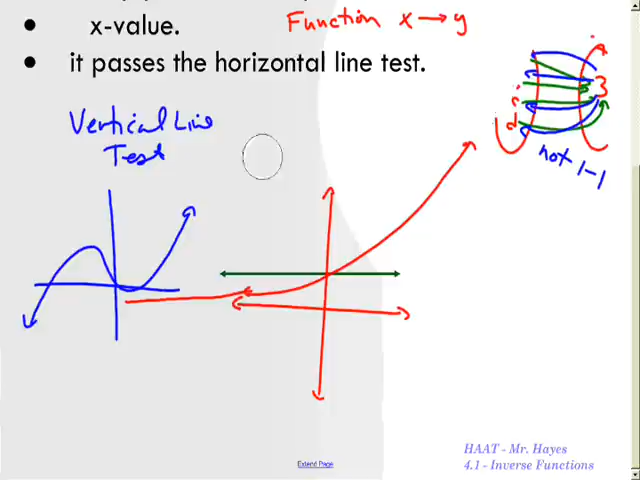 x-value.
Function x → y
• it passes the horizontal line test.
3
Vertical Line
Test
not 1-1
HAAT - Mr. Hayes
4.1 - Inverse Functions
Extend Page